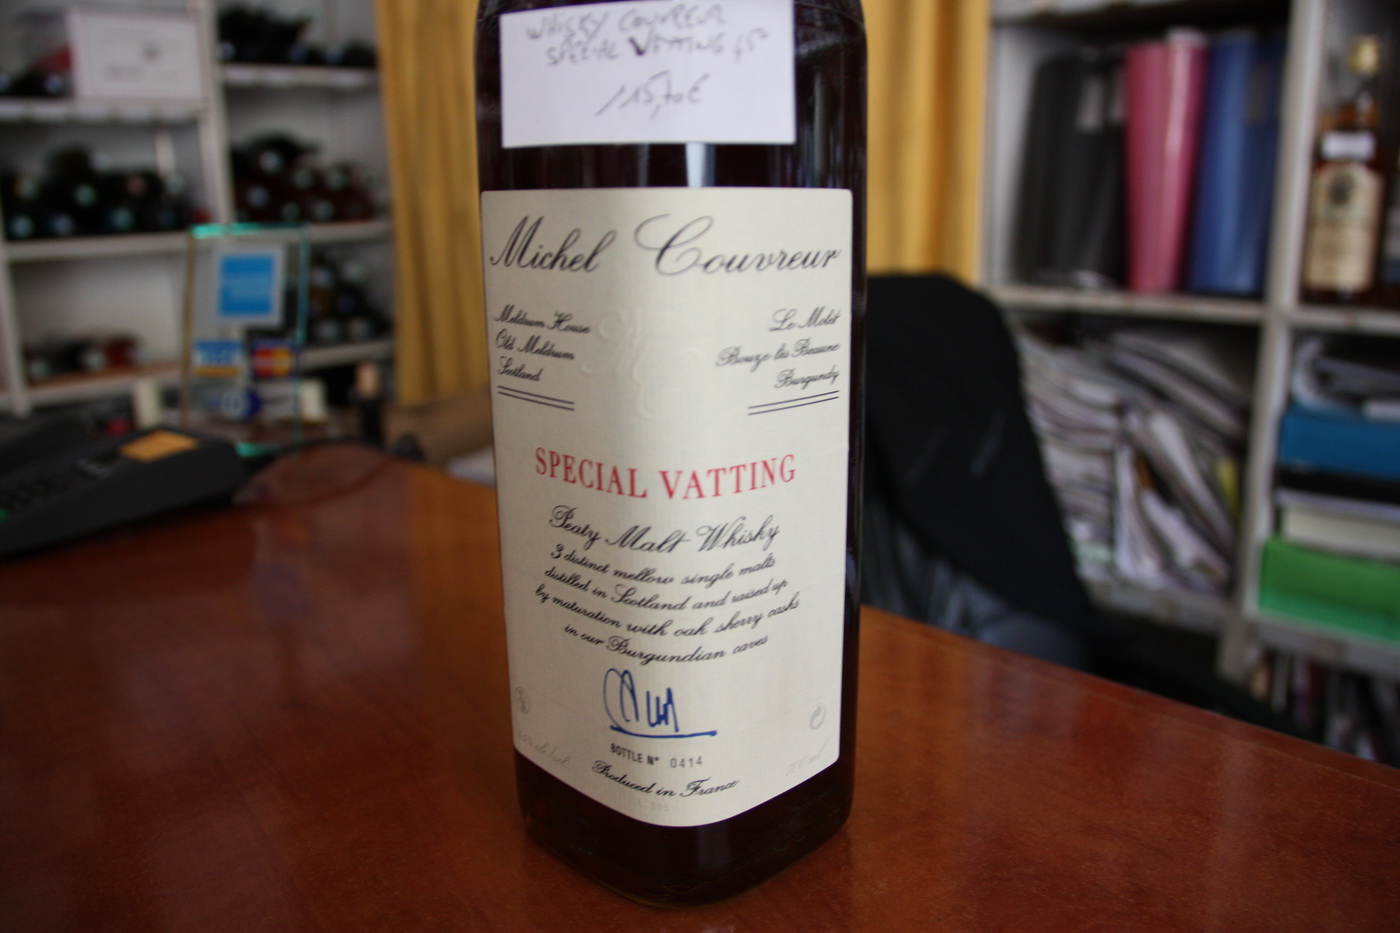 WHISKY COUVREUR
SPECIAL VATTING 45°
115,70€
Michel Couvreur
Meldrum House
Old Meldrum
Scotland
Le Molet
Bouze les Beaune
Burgundy
SPECIAL VATTING
Peaty Malt Whisky
3 distinct mellow single malts
distilled in Scotland and raised up
by maturation with oak sherry casks
in our Burgundian caves
BOTTLE N° 0414
Produced in France